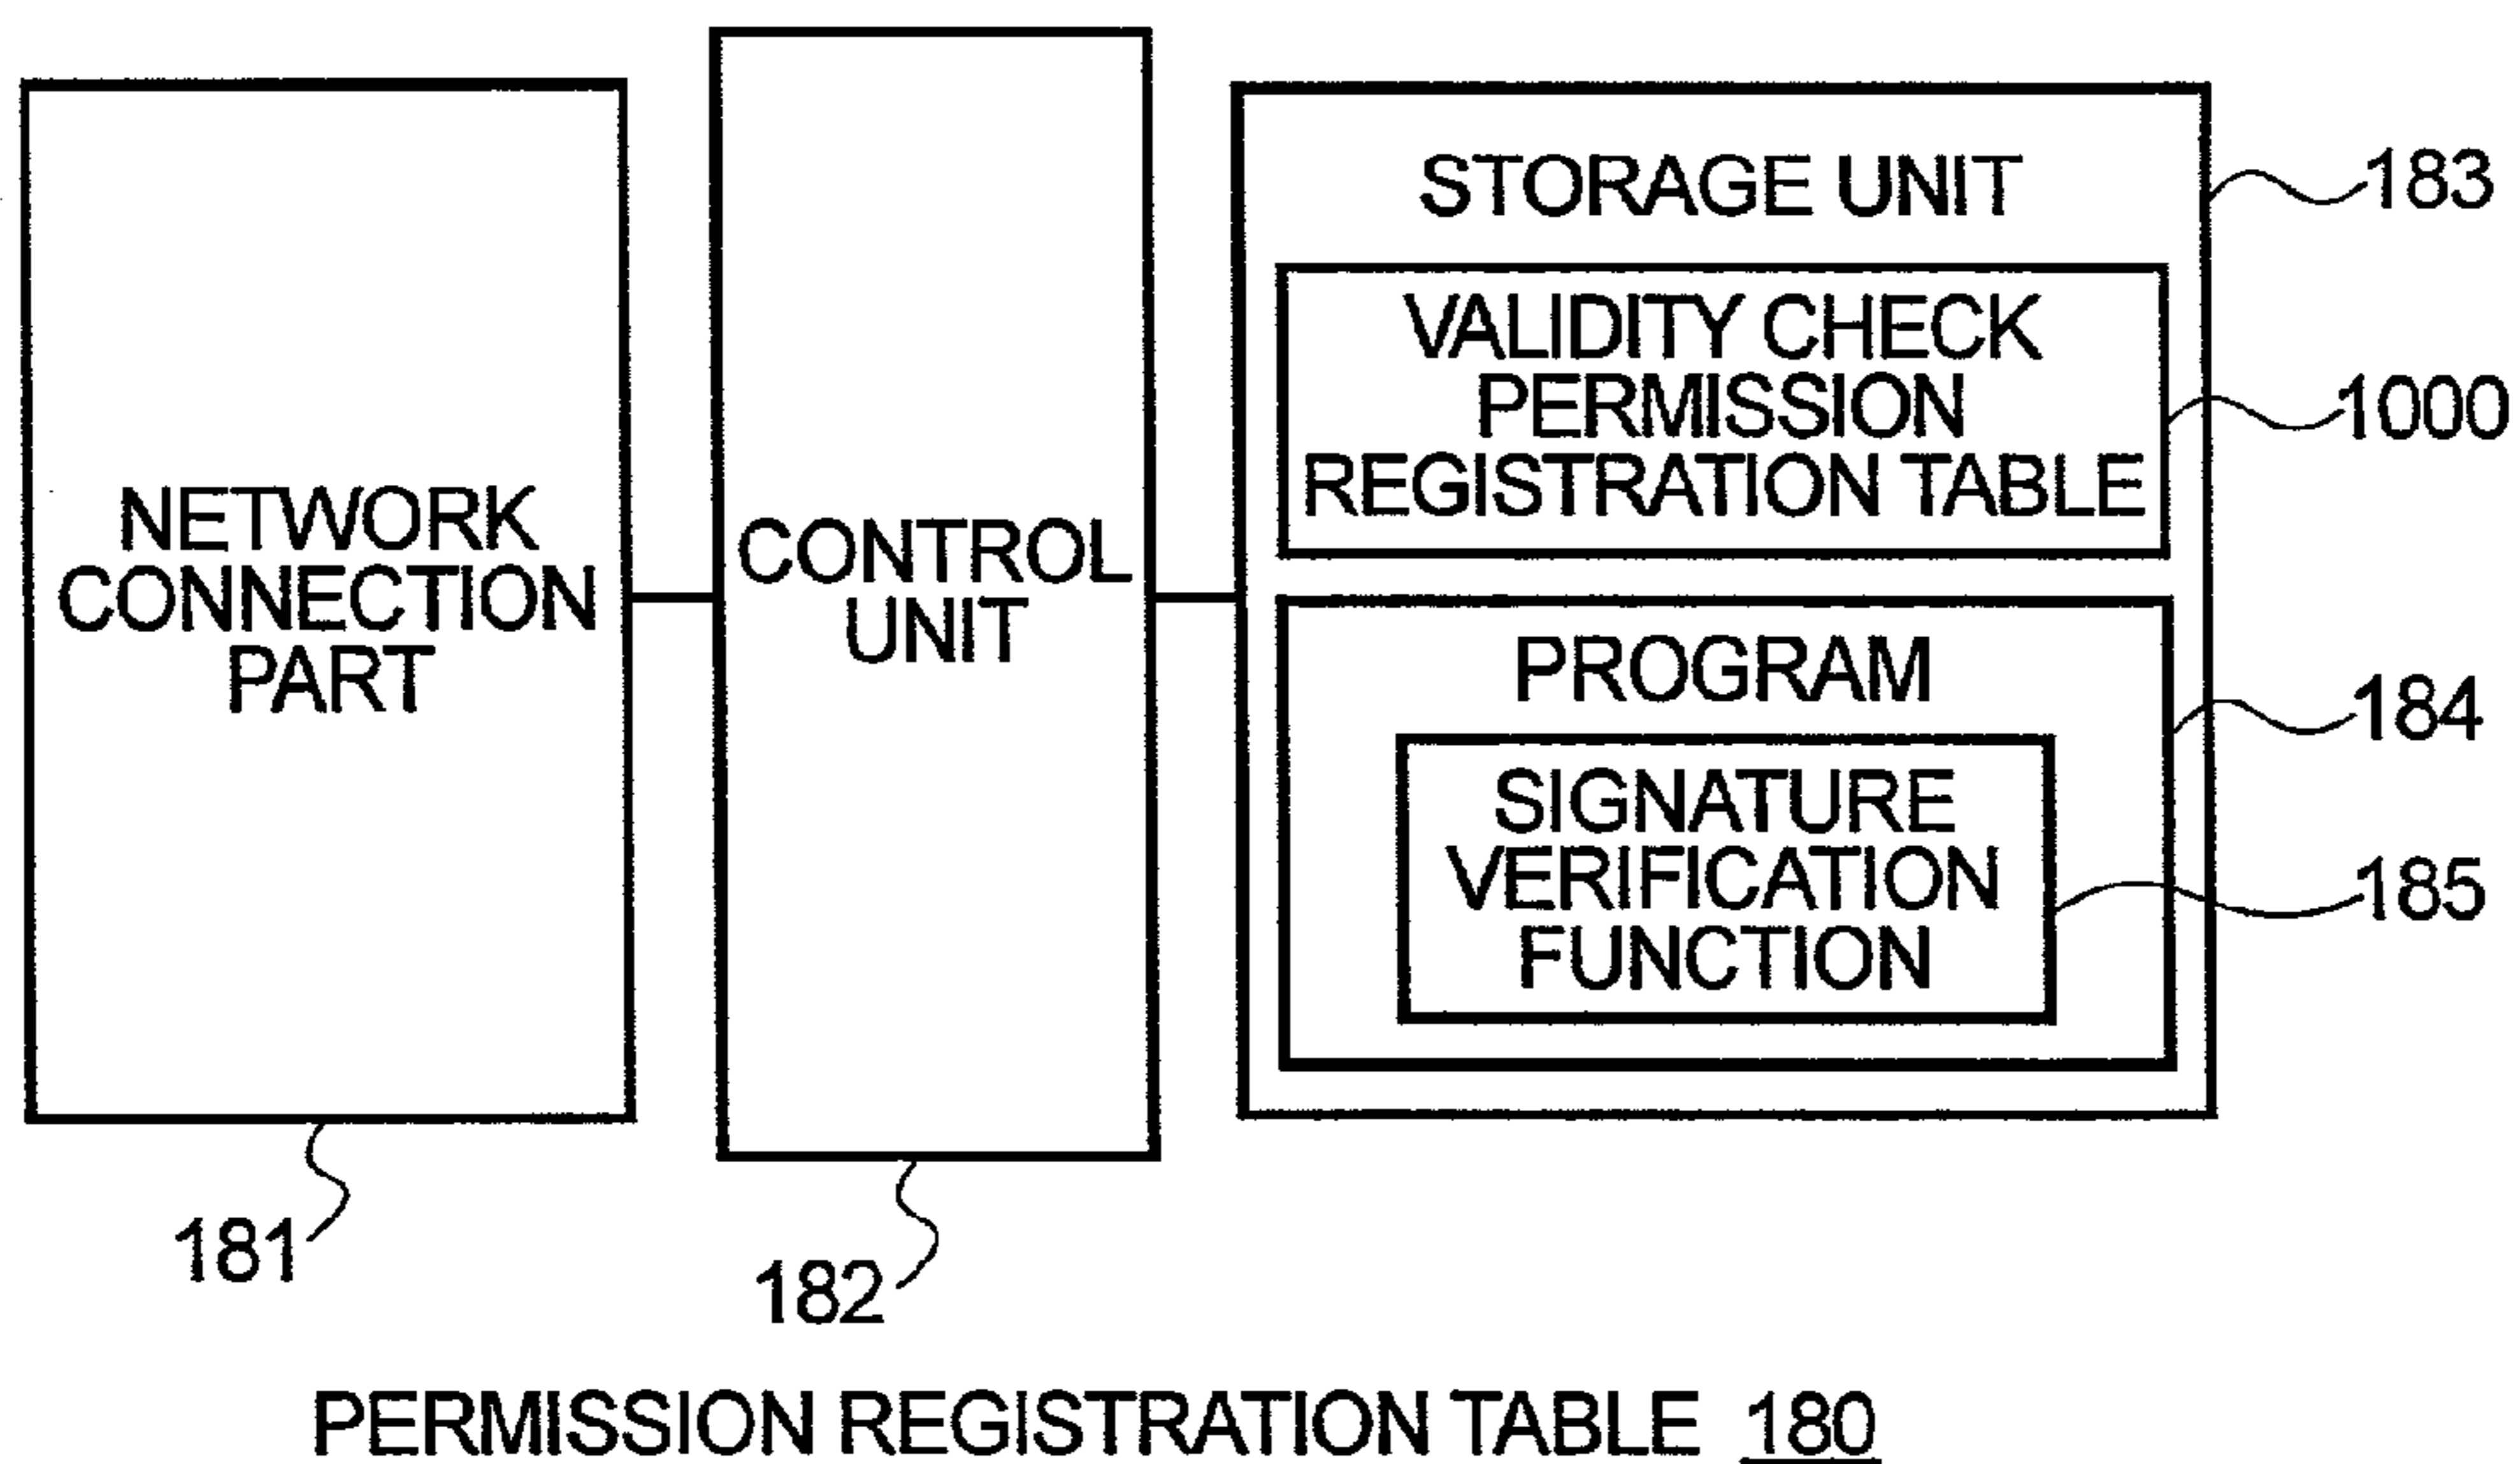 NETWORK
CONNECTION
PART
181
CONTROL
UNIT
182
STORAGE UNIT
183
VALIDITY CHECK
PERMISSION
REGISTRATION TABLE
1000
PROGRAM
184
SIGNATURE
VERIFICATION
FUNCTION
185
PERMISSION REGISTRATION TABLE 180